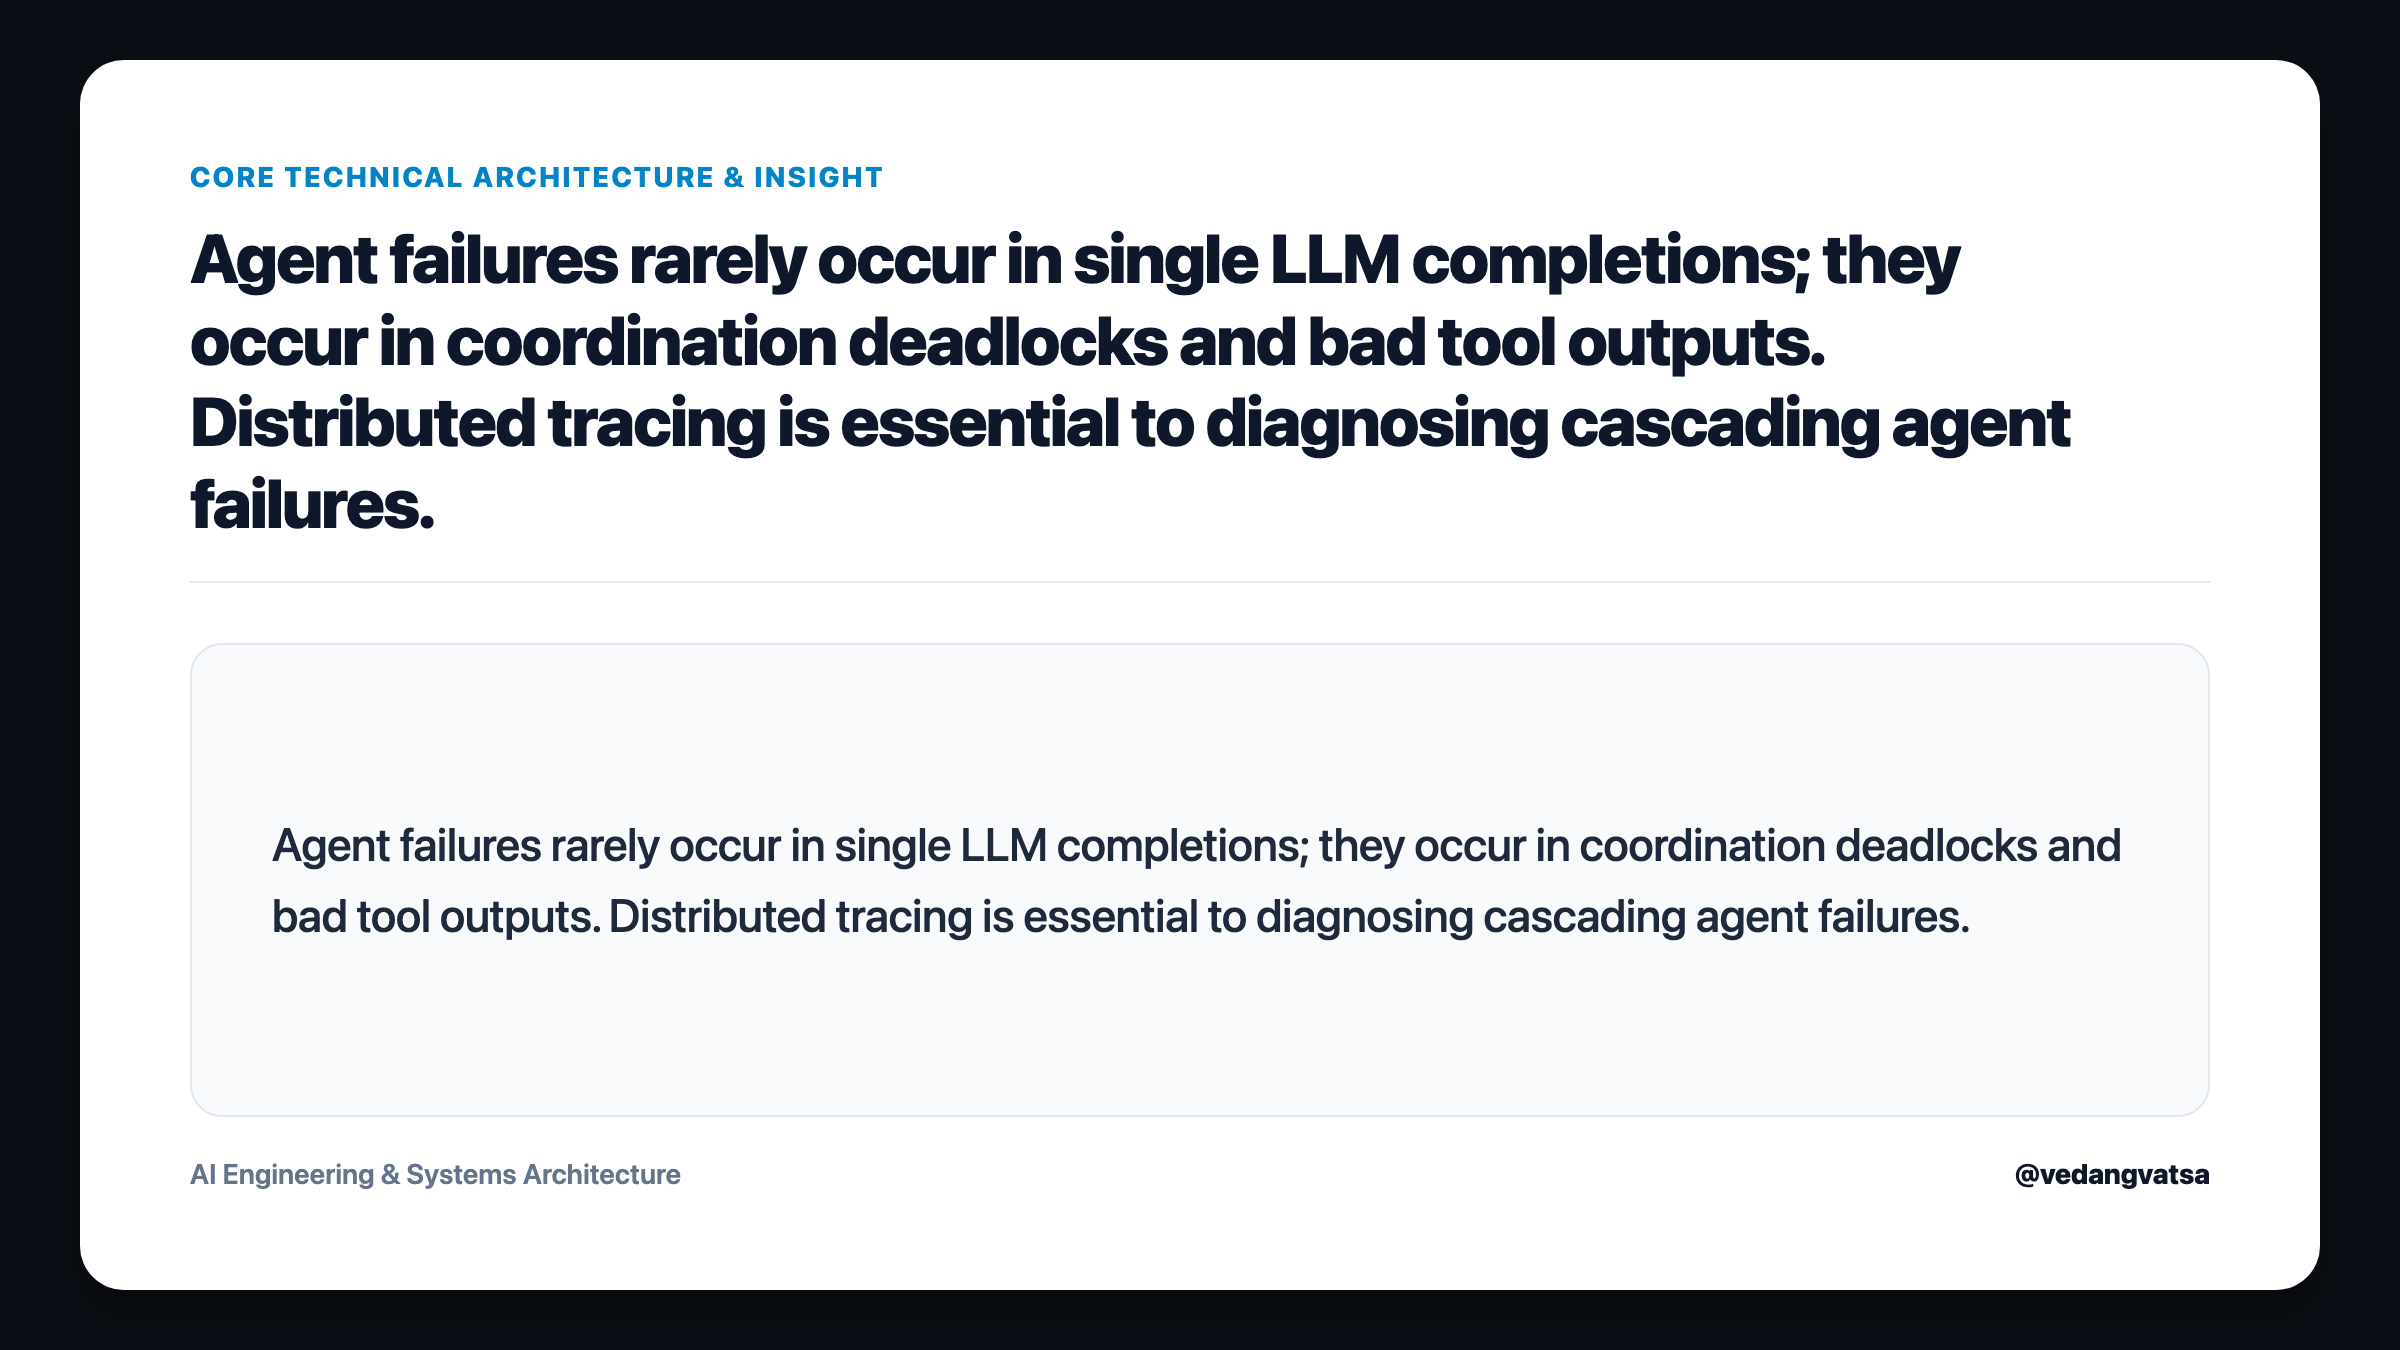 CORE TECHNICAL ARCHITECTURE & INSIGHT
Agent failures rarely occur in single LLM completions; they
occur in coordination deadlocks and bad tool outputs.
Distributed tracing is essential to diagnosing cascading agent
failures.
Agent failures rarely occur in single LLM completions; they occur in coordination deadlocks and
bad tool outputs. Distributed tracing is essential to diagnosing cascading agent failures.
AI Engineering & Systems Architecture
@vedangvatsa